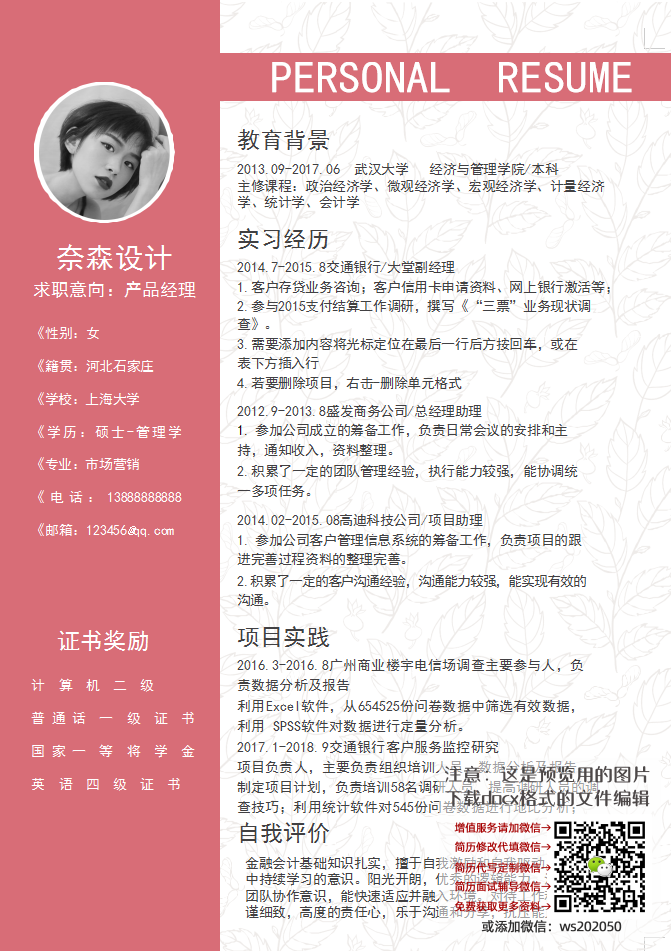 PERSONAL RESUME
奈森设计
求职意向：产品经理
《性别：女
《籍贯：河北石家庄
《学校：上海大学
《学历：硕士-管理学
《专业：市场营销
《电话：13888888888
《邮箱：123456@qq.com
证书奖励
计算机二级
普通话一级证书
国家一等将学金
英语四级证书
教育背景
2013.09-2017.06 武汉大学 经济与管理学院/本科
主修课程：政治经济学、微观经济学、宏观经济学、计量经济
学、统计学、会计学
实习经历
2014.7-2015.8交通银行/大堂副经理
1.客户存贷业务咨询；客户信用卡申请资料、网上银行激活等；
2.参与2015支付结算工作调研，撰写《“三票”业务现状调
查》。
3.需要添加内容将光标定位在最后一行后方按回车，或在
表下方插入行
4.若要删除项目，右击-删除单元格式
2012.9-2013.8盛发商务公司/总经理助理
1. 参加公司成立的筹备工作，负责日常会议的安排和主
持，通知收入，资料整理。
2.积累了一定的团队管理经验，执行能力较强，能协调统
一多项任务。
2014.02-2015.08高迪科技公司/项目助理
1. 参加公司客户管理信息系统的筹备工作，负责项目的跟
进完善过程资料的整理完善。
2.积累了一定的客户沟通经验，沟通能力较强，能实现有效的
沟通。
项目实践
2016.3-2016.8广州商业楼宇电信场调查主要参与人，负
责数据分析及报告
利用Excel软件，从654525份问卷数据中筛选有效数据，
利用 SPSS软件对数据进行定量分析。
2017.1-2018.9交通银行客户服务监控研究
项目负责人，主要负责组织培训人员、数据分析及报告
制定项目计划，负责培训58名调研人员，提高调研人员的调
查技巧；利用统计软件对545份问卷数据进行地比分析；
自我评价
金融会计基础知识扎实，擅于自我激励和自我驱动
中持续学习的意识。阳光开朗，优秀的逻辑能力、
团队协作意识，能快速适应并融入环境。对待工作
谨细致，高度的责任心，乐于沟通和分享，抗压能
注意：这是预览用的图片
下载docx格式的文件编辑
增值服务请加微信→
简历修改代填微信→
简历代写定制微信→
简历面试辅导微信→
免费获取更多资料→
或添加微信：ws202050